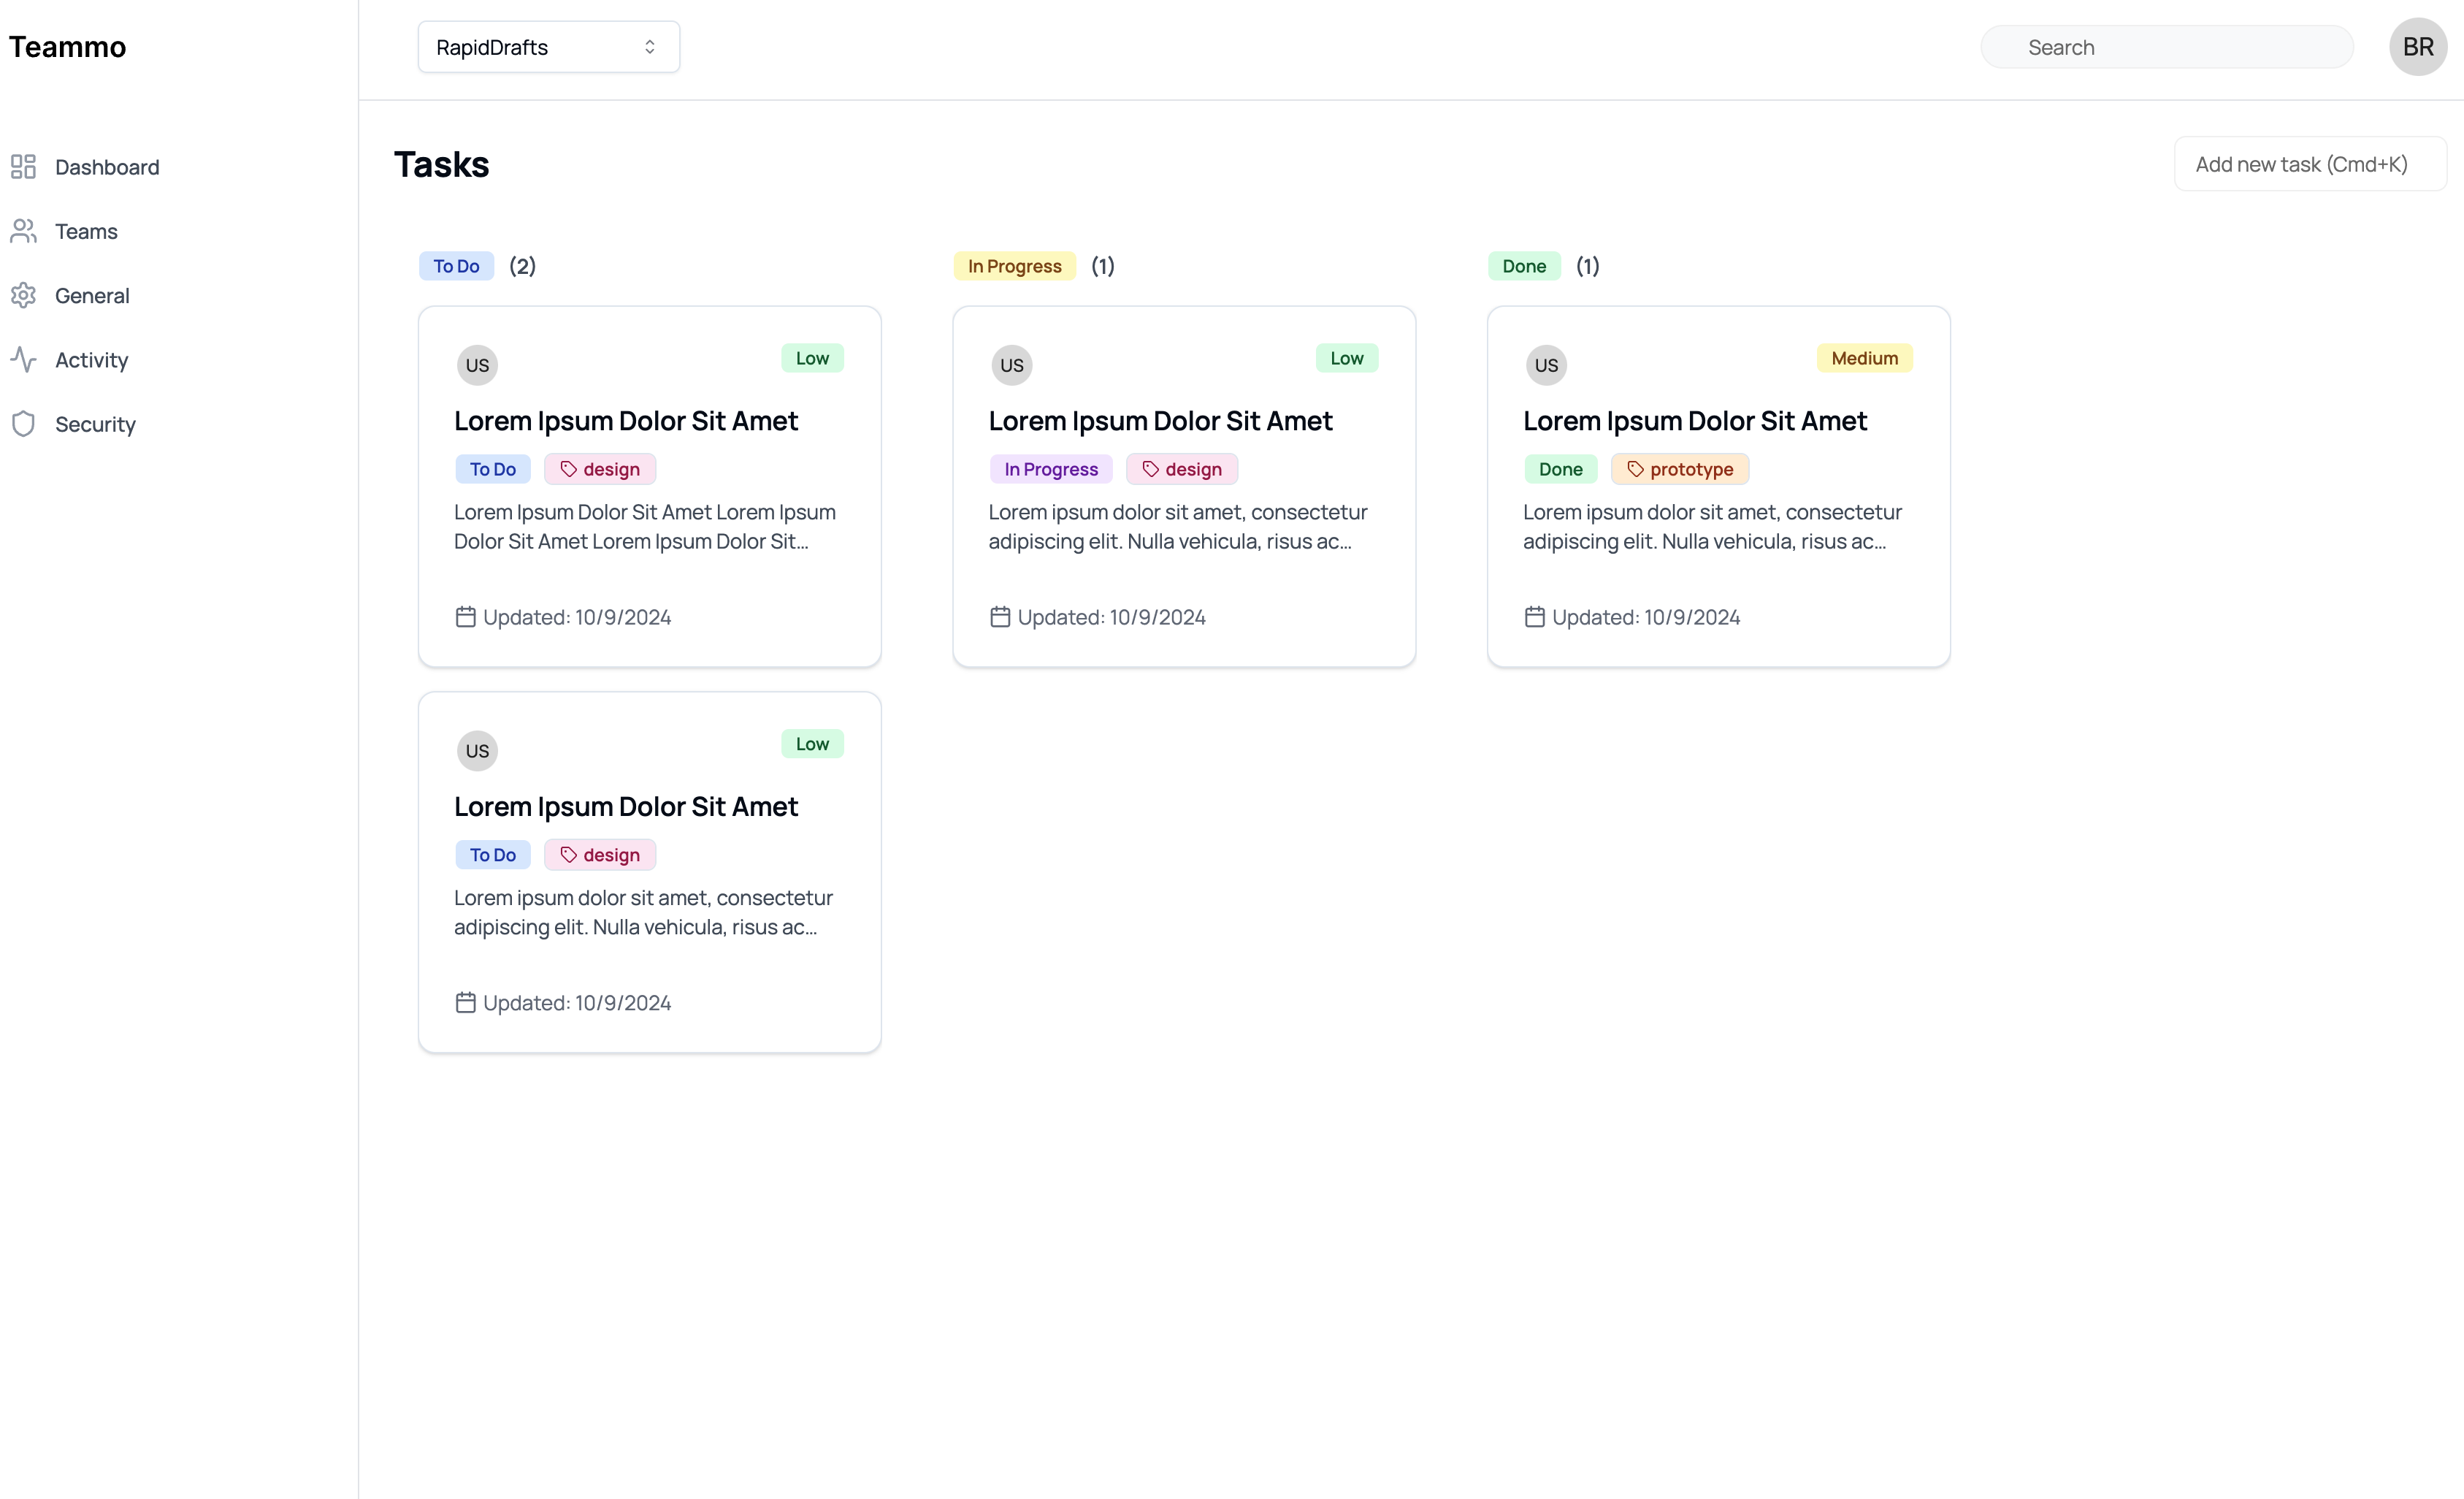 Teammo
RapidDrafts
Search
BR
Dashboard
Teams
General
Activity
Security
Tasks
Add new task (Cmd+K)
To Do (2)
US
Low
Lorem Ipsum Dolor Sit Amet
To Do design
Lorem Ipsum Dolor Sit Amet Lorem Ipsum
Dolor Sit Amet Lorem Ipsum Dolor Sit...
Updated: 10/9/2024
US
Low
Lorem Ipsum Dolor Sit Amet
To Do design
Lorem ipsum dolor sit amet, consectetur
adipiscing elit. Nulla vehicula, risus ac...
Updated: 10/9/2024
In Progress (1)
US
Low
Lorem Ipsum Dolor Sit Amet
In Progress design
Lorem ipsum dolor sit amet, consectetur
adipiscing elit. Nulla vehicula, risus ac...
Updated: 10/9/2024
Done (1)
US
Medium
Lorem Ipsum Dolor Sit Amet
Done prototype
Lorem ipsum dolor sit amet, consectetur
adipiscing elit. Nulla vehicula, risus ac...
Updated: 10/9/2024